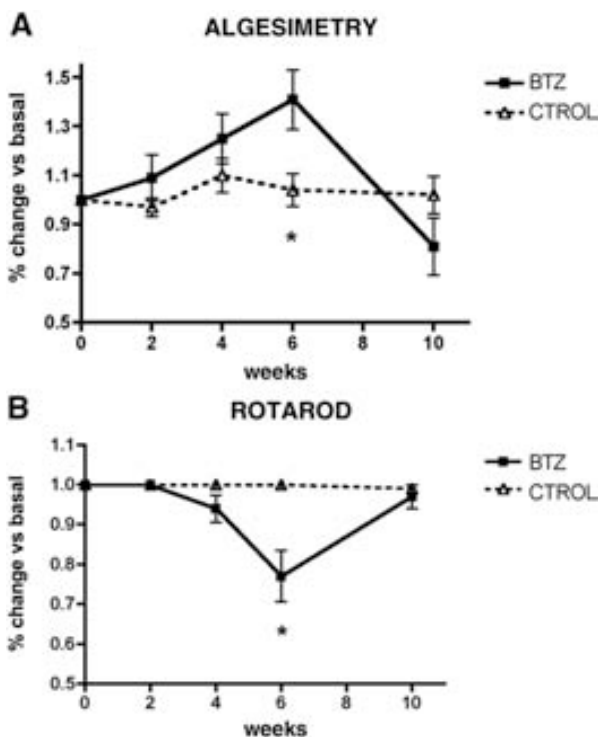 A
ALGESIMETRY
% change vs basal
1.5
1.3
1.1
0.9
0.7
0.5
0 2 4 6 8 10
weeks
*
BTZ
CTROL
B
ROTAROD
% change vs basal
1.1
1.0
0.9
0.8
0.7
0.6
0.5
0 2 4 6 8 10
weeks
*
BTZ
CTROL